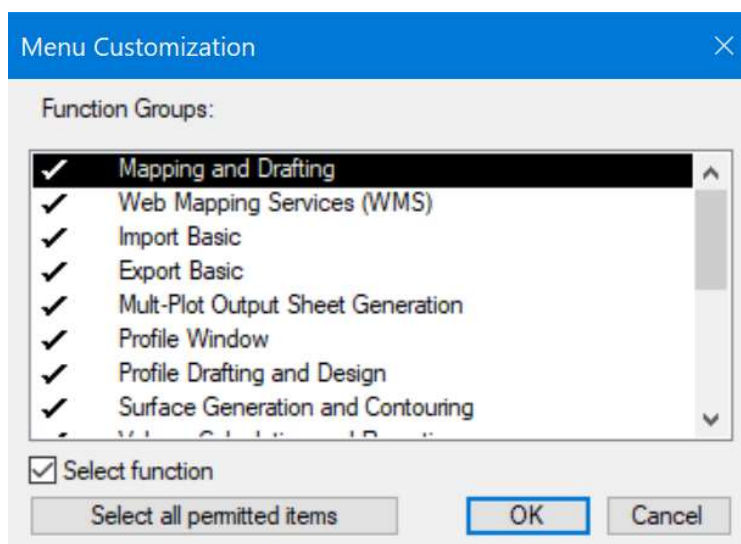 Menu Customization
Function Groups:
Mapping and Drafting
Web Mapping Services (WMS)
Import Basic
Export Basic
Mult-Plot Output Sheet Generation
Profile Window
Profile Drafting and Design
Surface Generation and Contouring
Select function
Select all permitted items
OK
Cancel